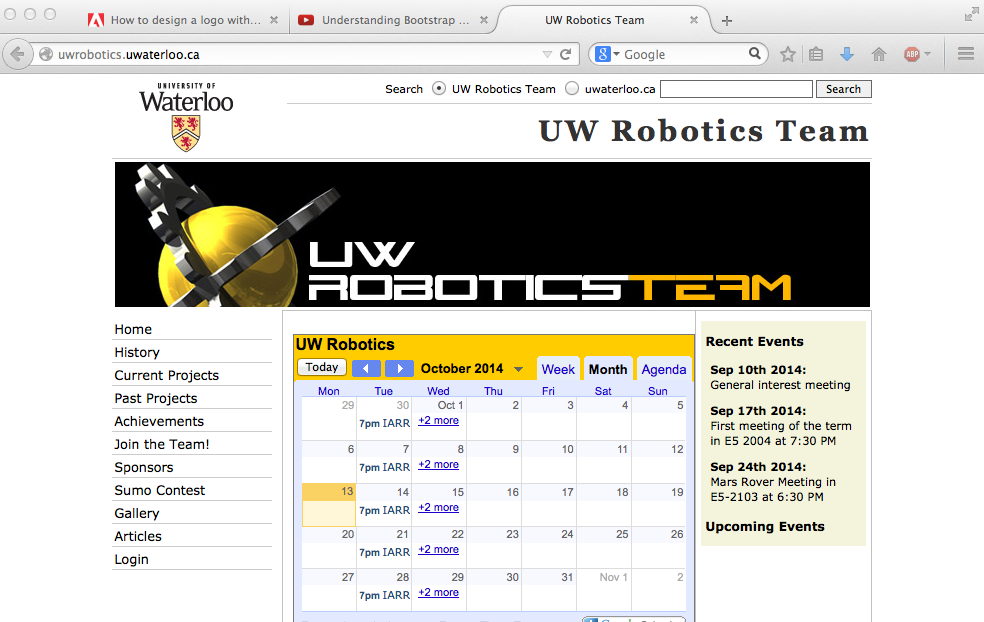 How to design a logo with...
Understanding Bootstrap ...
UW Robotics Team
uwrobotics.uwaterloo.ca
Google
ABP
UNIVERSITY OF
Waterloo
Search UW Robotics Team uwaterloo.ca Search
UW Robotics Team
UW
ROBOTICSTEAM
Home
History
Current Projects
Past Projects
Achievements
Join the Team!
Sponsors
Sumo Contest
Gallery
Articles
Login
UW Robotics
Today October 2014 Week Month Agenda
Mon Tue Wed Thu Fri Sat Sun
29 30 Oct 1 2 3 4 5
7pm IARR +2 more
6 7 8 9 10 11 12
7pm IARR +2 more
13 14 15 16 17 18 19
7pm IARR +2 more
20 21 22 23 24 25 26
7pm IARR +2 more
27 28 29 30 31 Nov 1 2
7pm IARR +2 more
Recent Events
Sep 10th 2014:
General interest meeting
Sep 17th 2014:
First meeting of the term
in E5 2004 at 7:30 PM
Sep 24th 2014:
Mars Rover Meeting in
E5-2103 at 6:30 PM
Upcoming Events